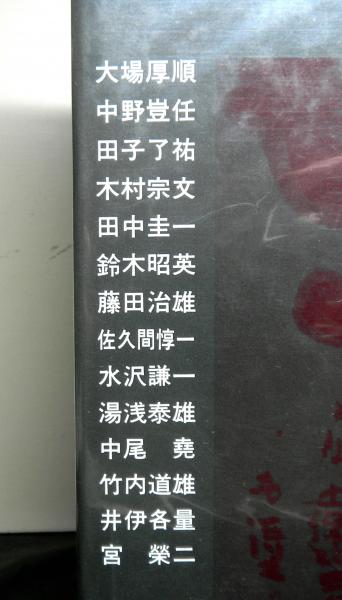 大場厚順
中野豈任
田子了祐
木村宗文
田中圭一
鈴木昭英
藤田治雄
佐久間惇一
水沢謙一
湯浅泰雄
中尾　堯
竹内道雄
井伊各量
宮　榮二